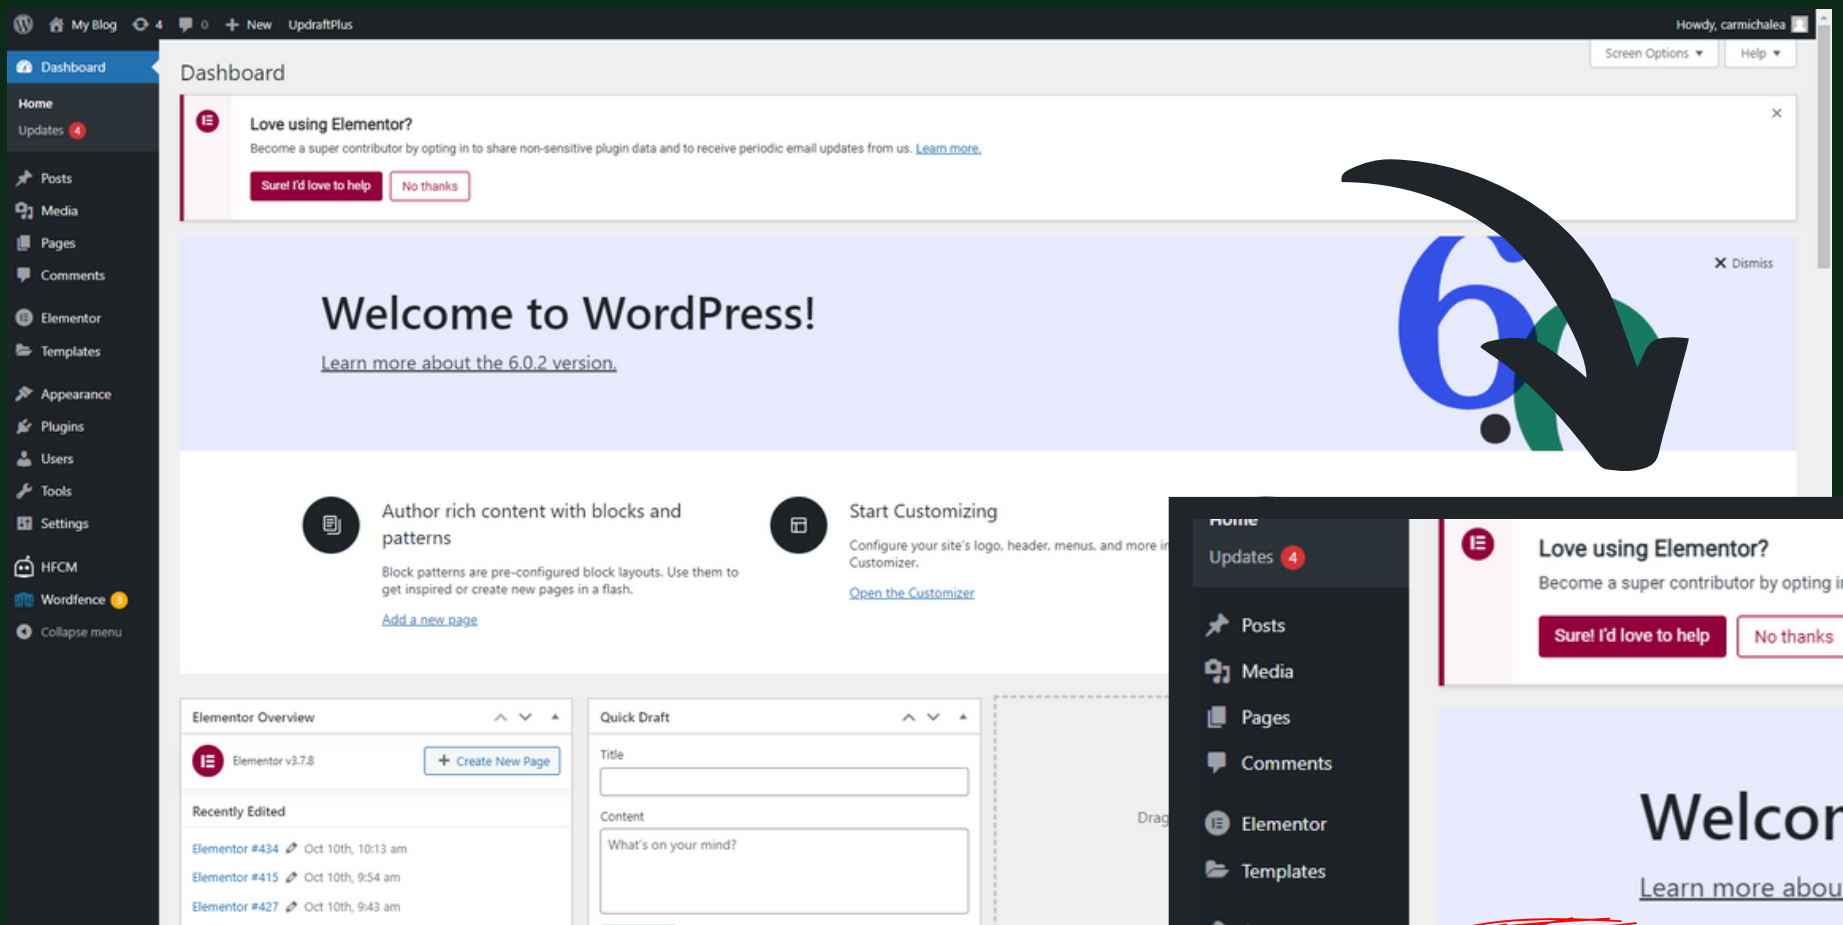 My Blog 4 0 New UpdraftPlus Howdy, carmichalea
Screen Options Help
Dashboard
Home
Updates 4
Posts
Media
Pages
Comments
Elementor
Templates
Appearance
Plugins
Users
Tools
Settings
HFCM
Wordfence 3
Collapse menu
Dashboard
Love using Elementor?
Become a super contributor by opting in to share non-sensitive plugin data and to receive periodic email updates from us. Learn more.
Sure! I'd love to help No thanks
Welcome to WordPress!
Learn more about the 6.0.2 version.
6.0
Dismiss
Author rich content with blocks and
patterns
Block patterns are pre-configured block layouts. Use them to
get inspired or create new pages in a flash.
Add a new page
Start Customizing
Configure your site's logo, header, menus, and more in
Customizer.
Open the Customizer
Elementor Overview
Elementor v3.7.8
Create New Page
Recently Edited
Elementor #434 Oct 10th, 10:13 am
Elementor #415 Oct 10th, 9:54 am
Elementor #427 Oct 10th, 9:43 am
Quick Draft
Title
Content
What's on your mind?
Drag
Home
Updates 4
Posts
Media
Pages
Comments
Elementor
Templates
Love using Elementor?
Become a super contributor by opting
Sure! I'd love to help No thanks
Welcom
Learn more abou